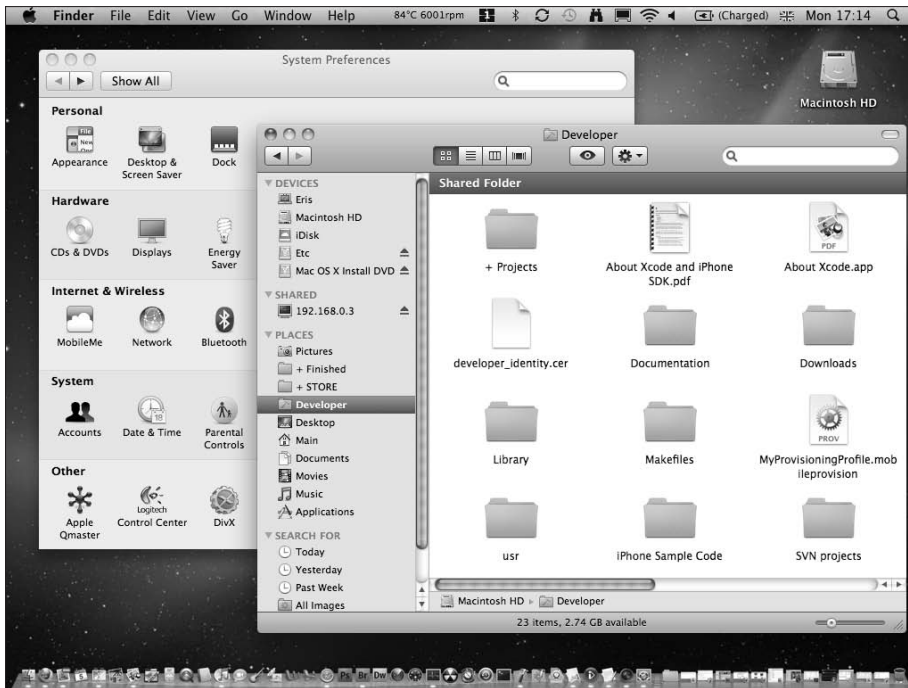 Finder File Edit View Go Window Help 84°C 6001rpm (Charged) Mon 17:14
System Preferences
Show All
Personal
Appearance
Desktop &
Screen Saver
Dock
Hardware
CDs & DVDs
Displays
Energy
Saver
Internet & Wireless
MobileMe
Network
Bluetooth
System
Accounts
Date & Time
Parental
Controls
Other
Apple
Qmaster
Logitech
Control Center
DivX
Macintosh HD
Developer
DEVICES
Eris
Macintosh HD
iDisk
Etc
Mac OS X Install DVD
SHARED
192.168.0.3
PLACES
Pictures
+ Finished
+ STORE
Developer
Desktop
Main
Documents
Movies
Music
Applications
SEARCH FOR
Today
Yesterday
Past Week
All Images
Shared Folder
+ Projects
About Xcode and iPhone
SDK.pdf
PDF
About Xcode.app
developer_identity.cer
Documentation
Downloads
Library
Makefiles
PROV
MyProvisioningProfile.mob
ileprovision
usr
iPhone Sample Code
SVN projects
Macintosh HD Developer
23 items, 2.74 GB available
Ps Br Dw